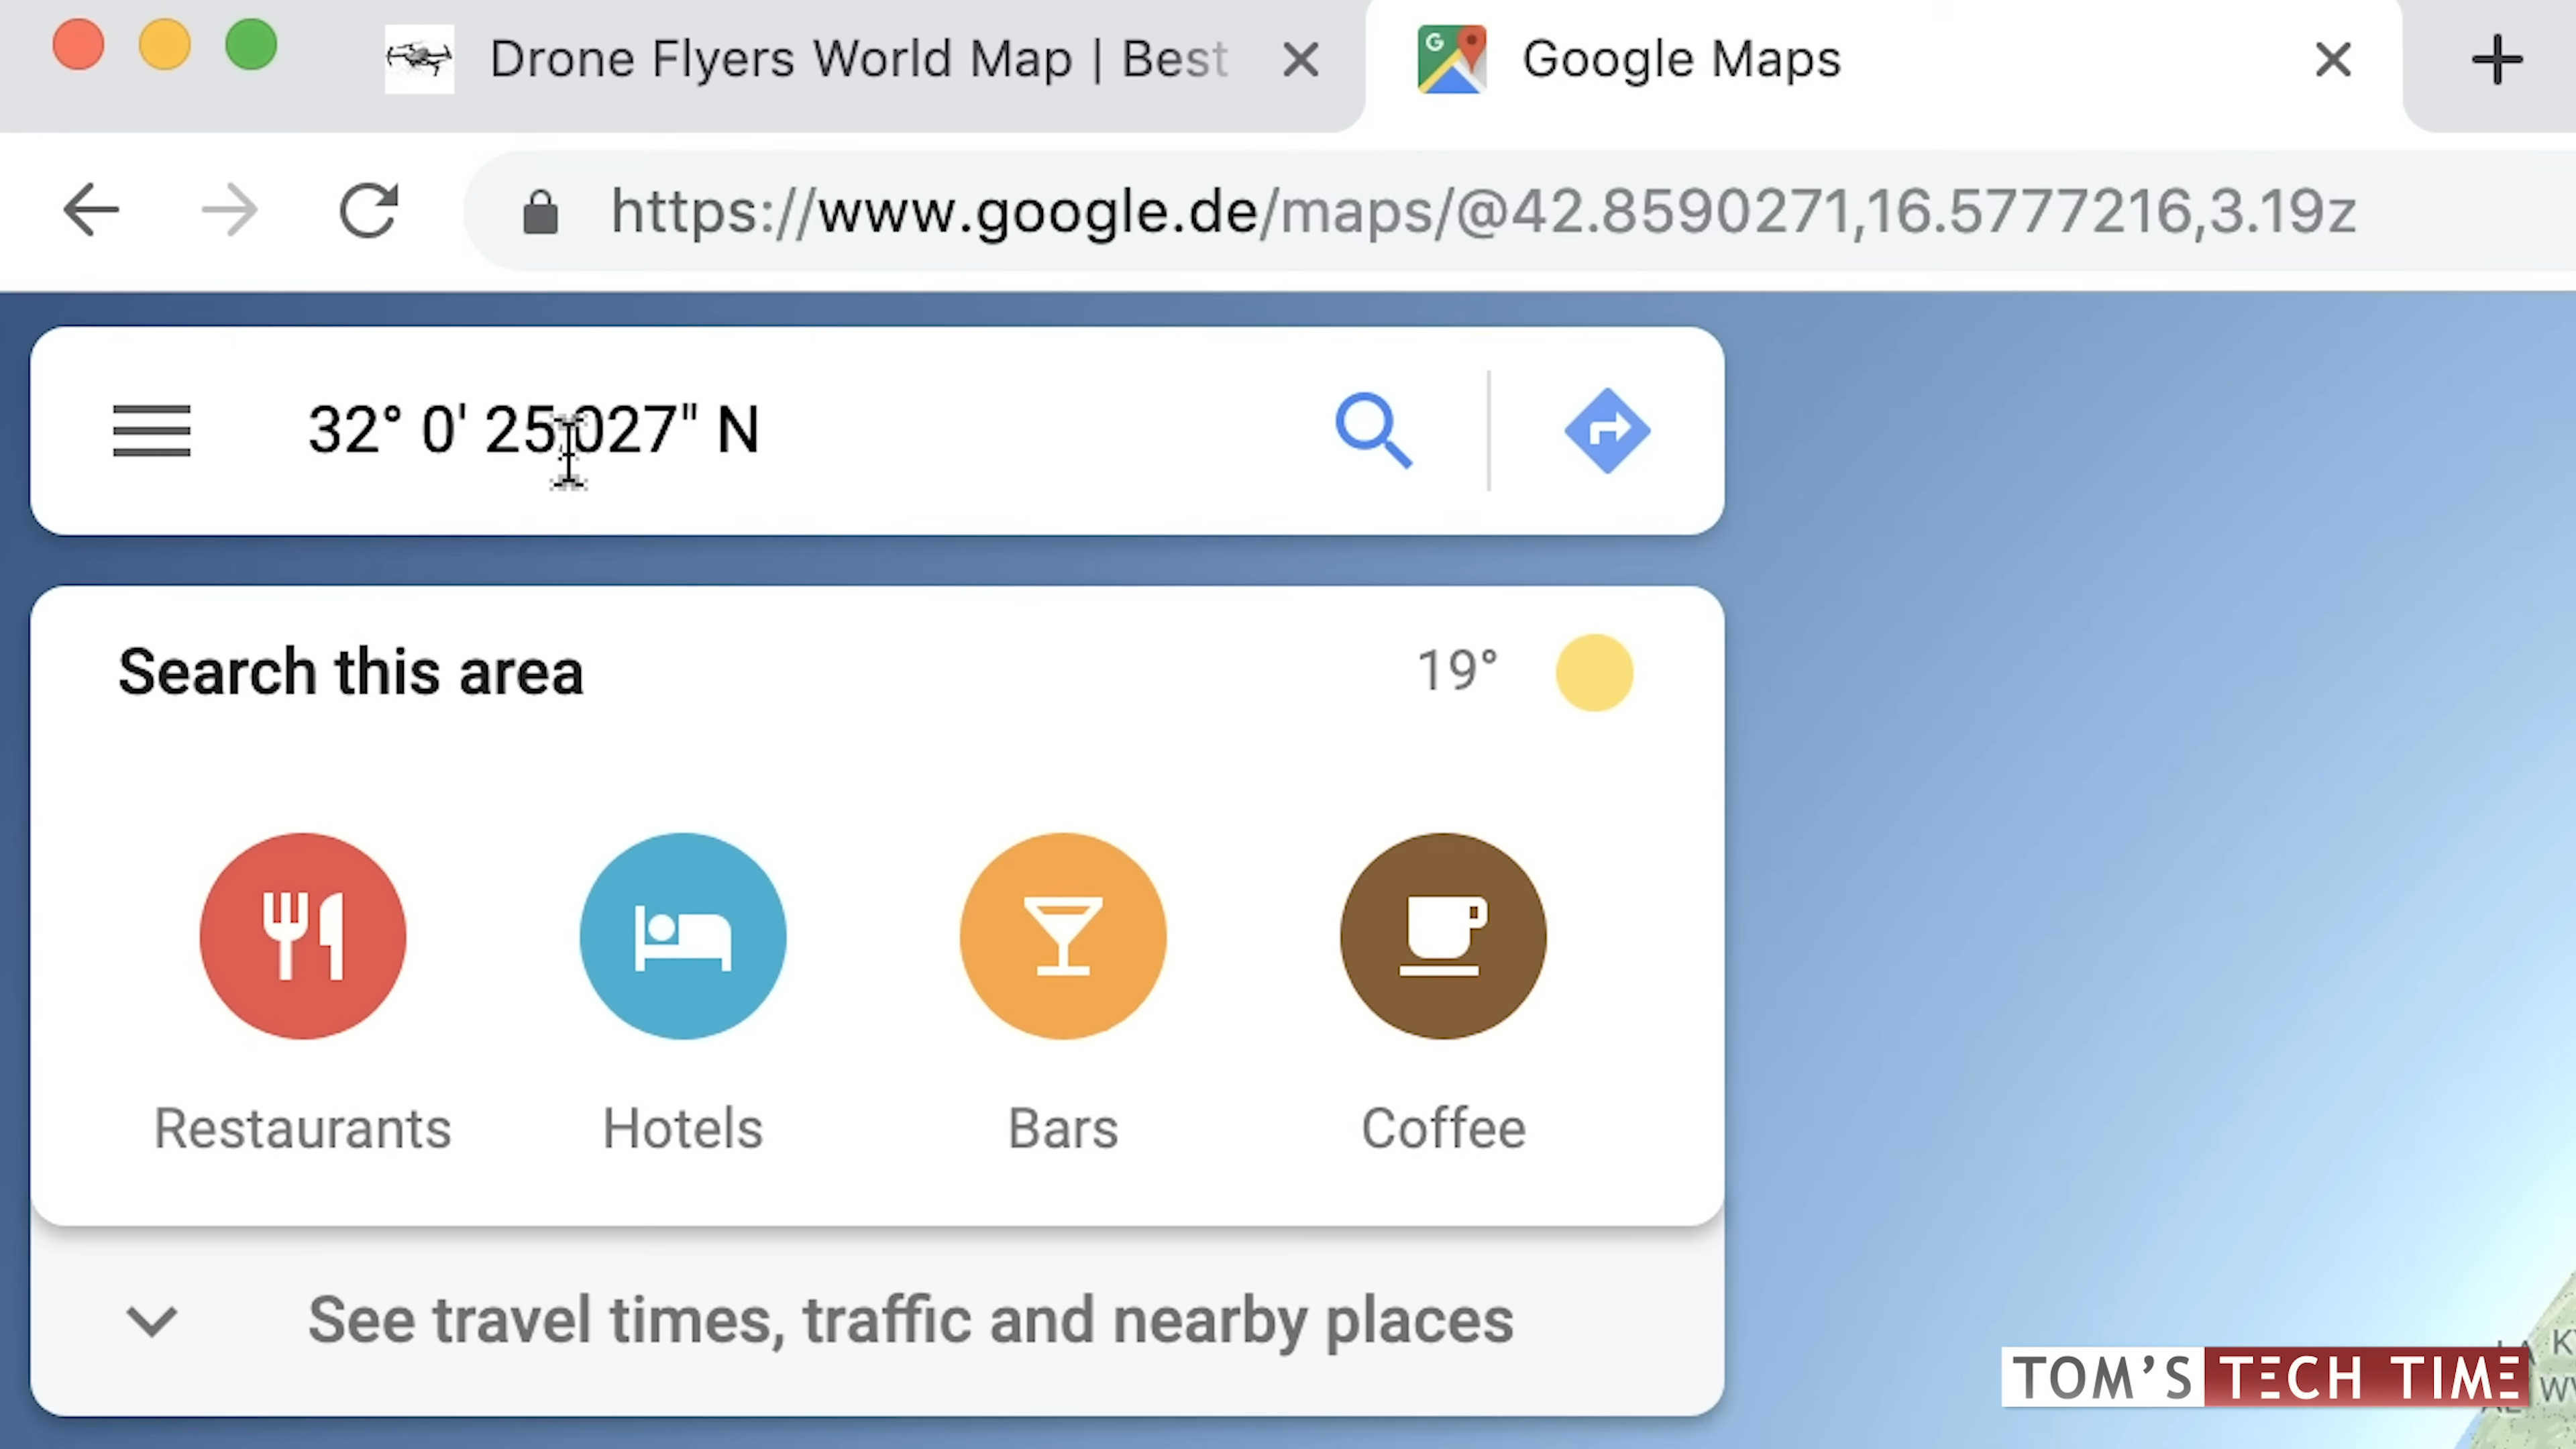 Drone Flyers World Map | Best
Google Maps
https://www.google.de/maps/@42.8590271,16.5777216,3.19z
32° 0' 25.027" N
Search this area
19°
Restaurants
Hotels
Bars
Coffee
See travel times, traffic and nearby places
TOM'S TECH TIME